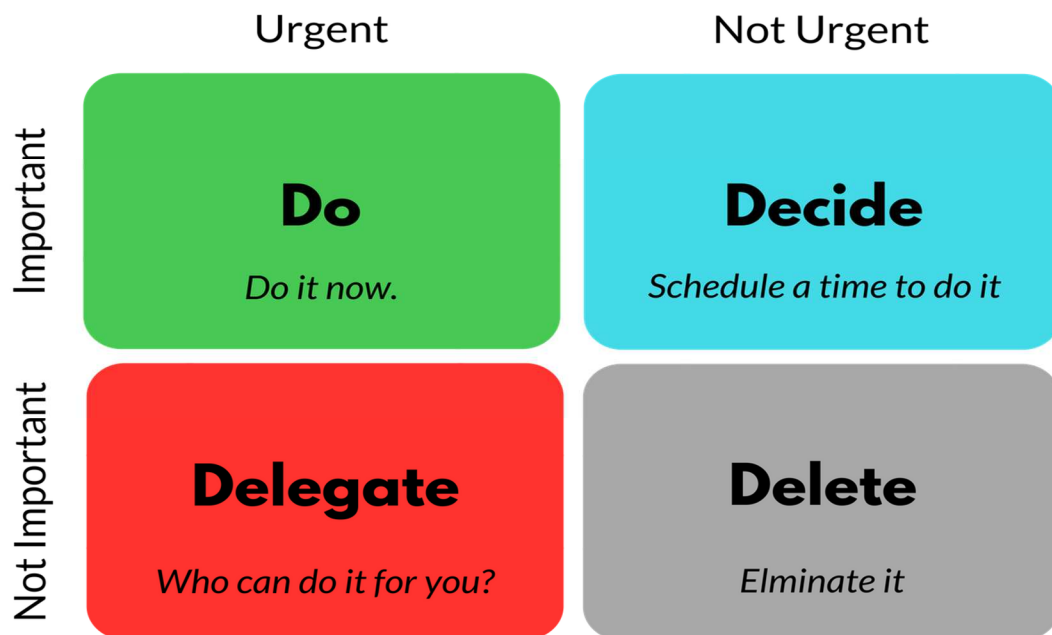 Urgent
Not Urgent
Important
Do
Do it now.
Decide
Schedule a time to do it
Not Important
Delegate
Who can do it for you?
Delete
Elminate it